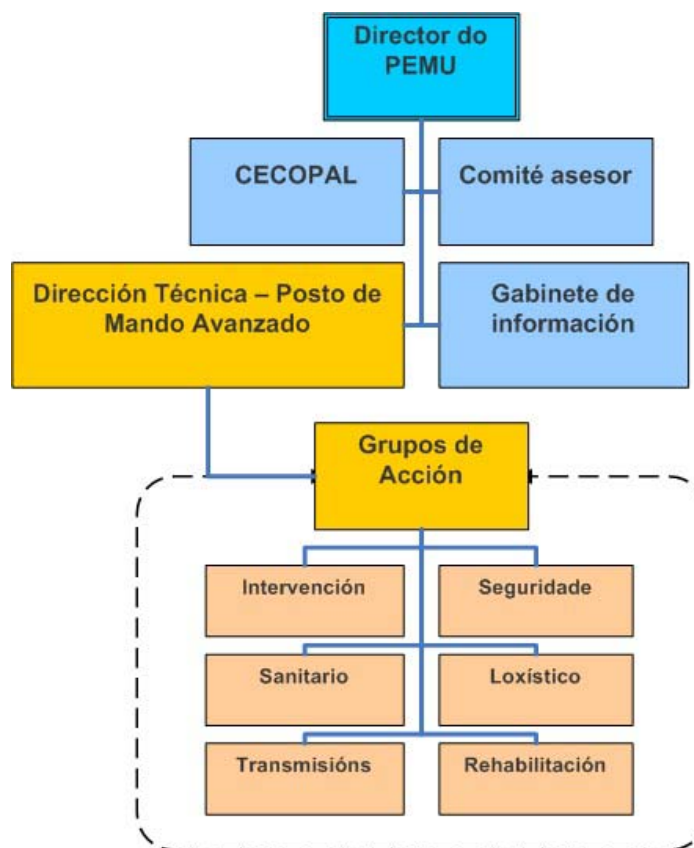 Director do
PEMU
CECOPAL
Comité asesor
Dirección Técnica – Posto de
Mando Avanzado
Gabinete de
información
Grupos de
Acción
Intervención
Seguridade
Sanitario
Loxístico
Transmisións
Rehabilitación